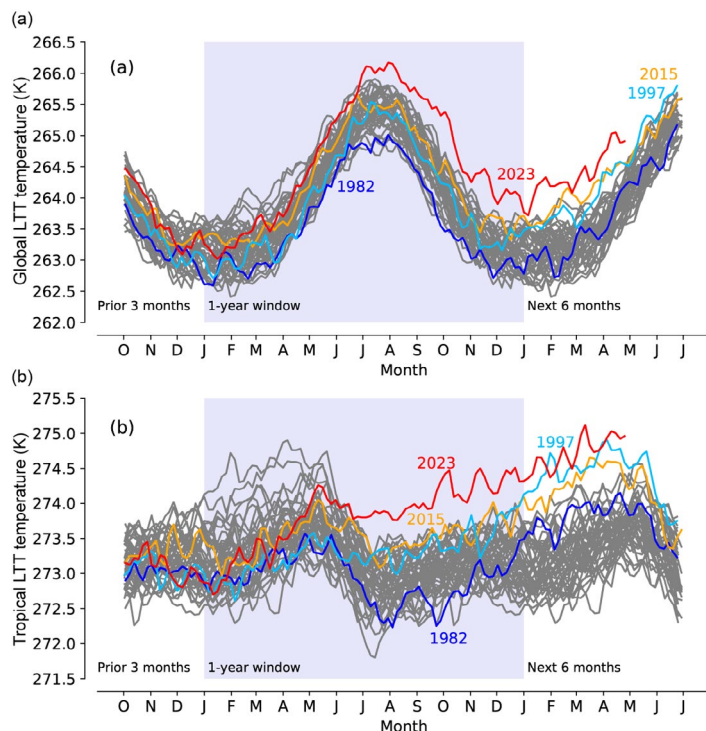 (a)
266.5
266.0
265.5
265.0
264.5
264.0
263.5
263.0
262.5
262.0
Global LTT temperature (K)
(a)
2015
1997
2023
1982
Prior 3 months 1-year window Next 6 months
O N D J F M A M J J A S O N D J F M A M J J
Month
(b)
275.5
275.0
274.5
274.0
273.5
273.0
272.5
272.0
271.5
Tropical LTT temperature (K)
(b)
1997
2023
2015
1982
Prior 3 months 1-year window Next 6 months
O N D J F M A M J J A S O N D J F M A M J J
Month